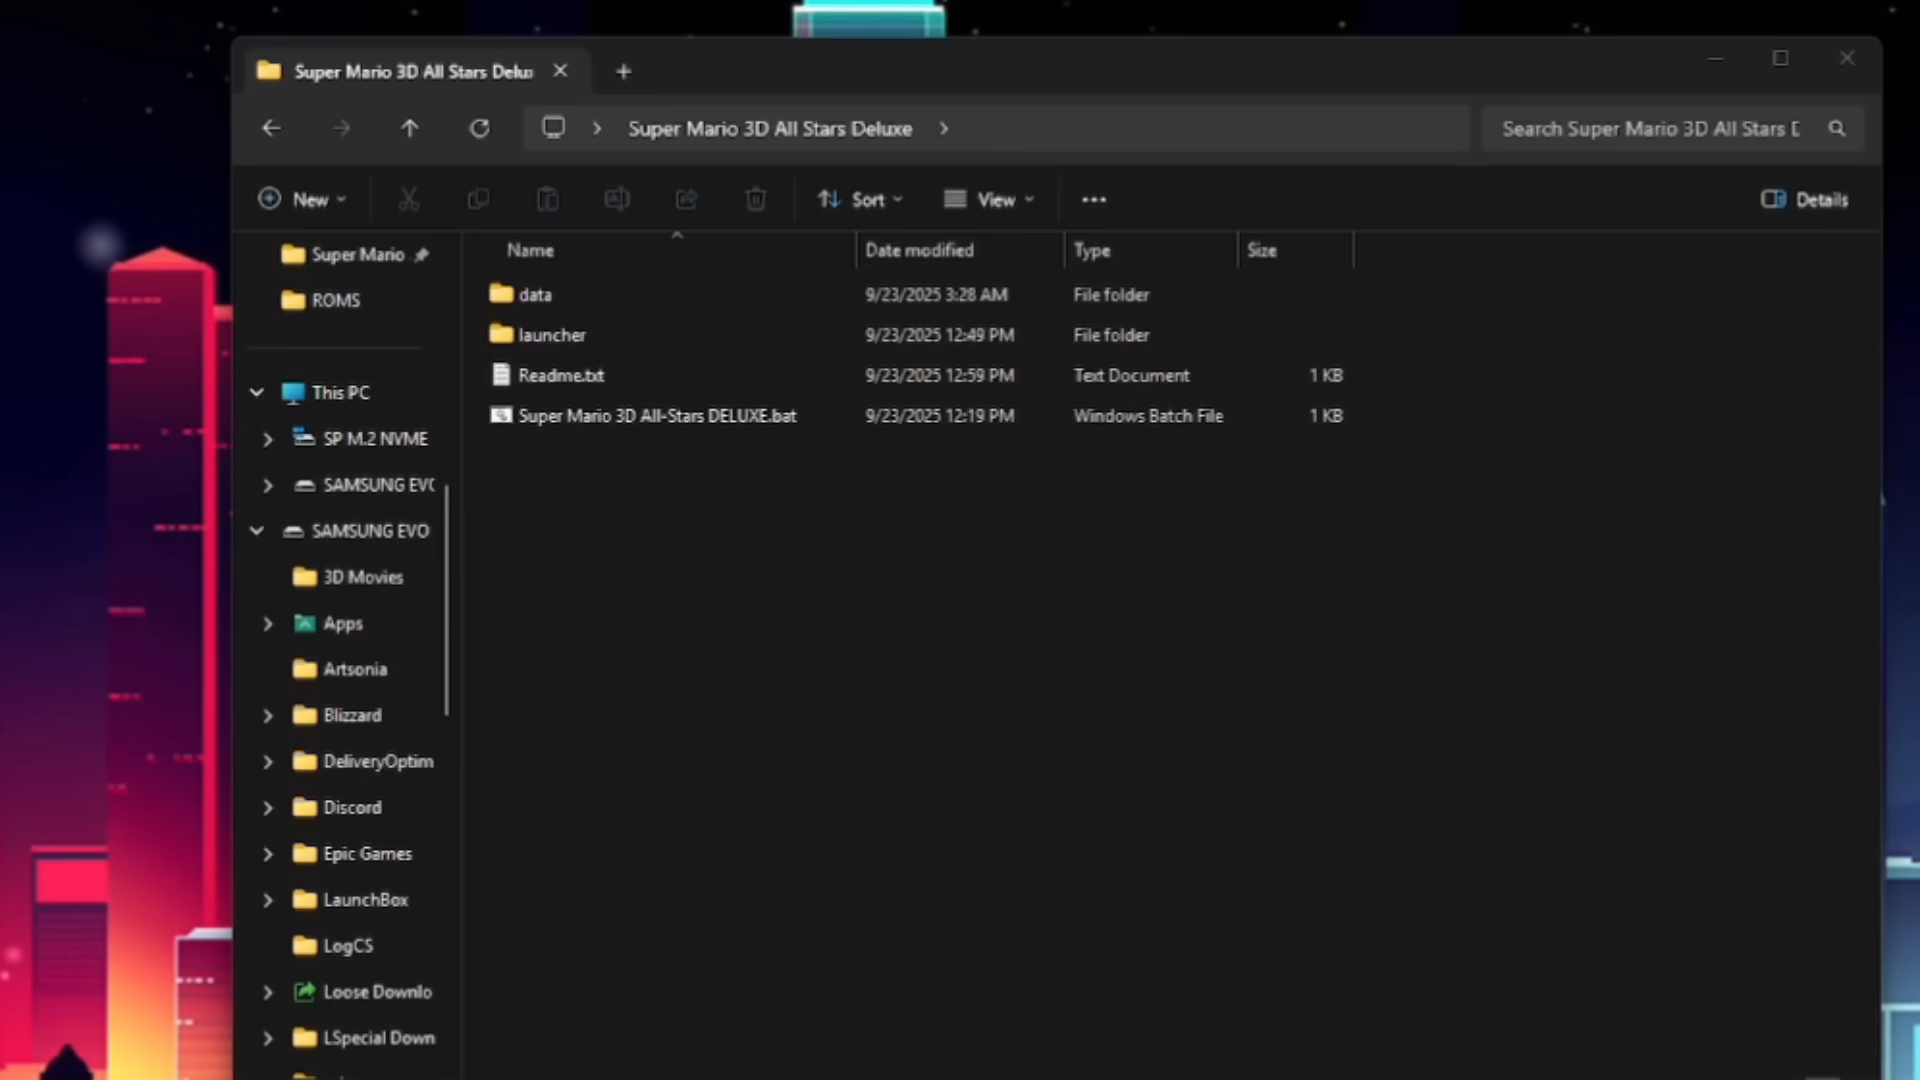 Super Mario 3D All Stars Delu
Super Mario 3D All Stars Deluxe
Search Super Mario 3D All Stars D
New
Sort
View
Details
Super Mario
ROMS
This PC
SP M.2 NVME
SAMSUNG EVO
SAMSUNG EVO
3D Movies
Apps
Artsonia
Blizzard
DeliveryOptim
Discord
Epic Games
LaunchBox
LogCS
Loose Downlo
LSpecial Down
Name Date modified Type Size
data 9/23/2025 3:28 AM File folder
launcher 9/23/2025 12:49 PM File folder
Readme.txt 9/23/2025 12:59 PM Text Document 1 KB
Super Mario 3D All-Stars DELUXE.bat 9/23/2025 12:19 PM Windows Batch File 1 KB